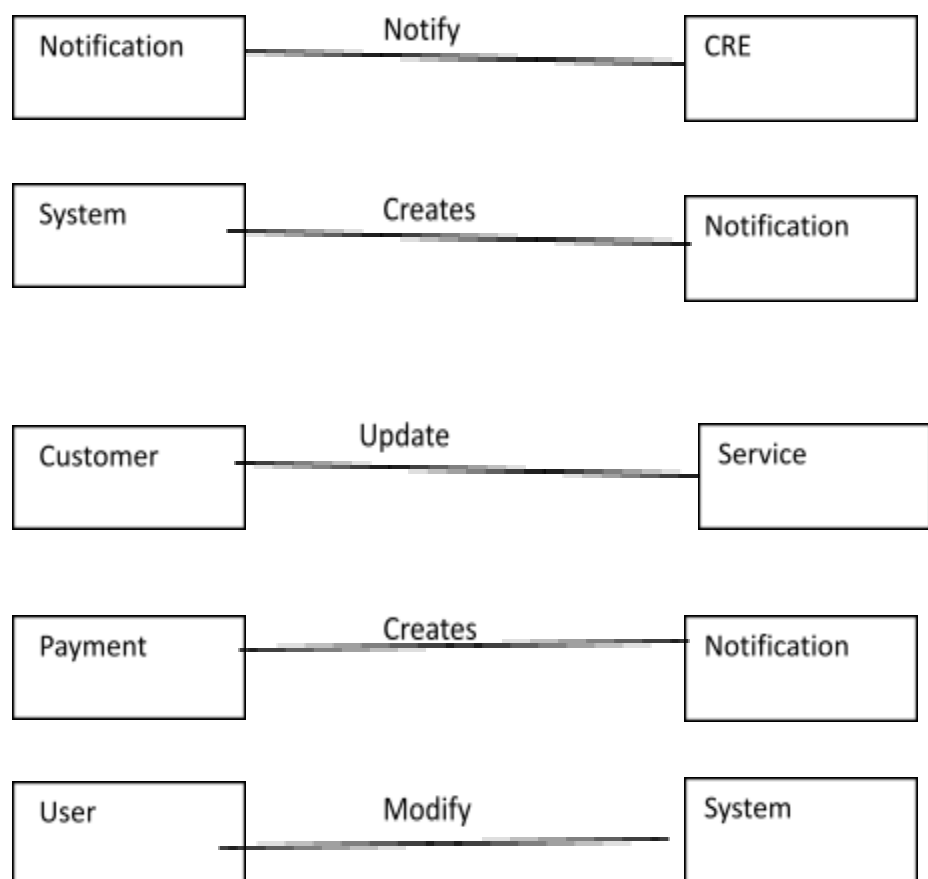 Notification Notify CRE
System Creates Notification
Customer Update Service
Payment Creates Notification
User Modify System